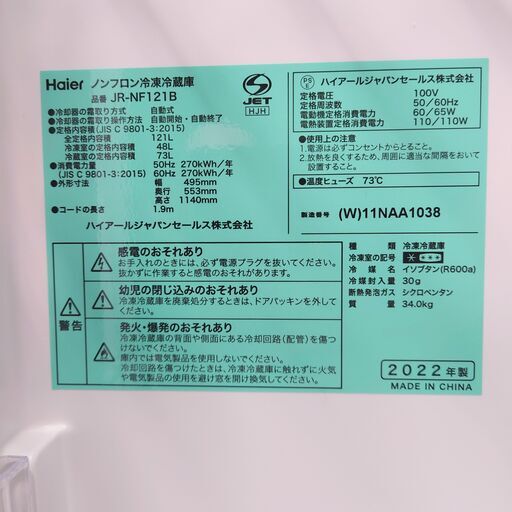 Haier ノンフロン冷凍冷蔵庫
品番 JR-NF121B
JET
HJH
●冷却器の霜取り方式 自動式
●冷却器の霜取り操作方法 自動開始・自動終了
●定格内容積(JIS C 9801-3:2015)
全定格内容積 121L
冷凍室の定格内容積 48L
冷蔵室の定格内容積 73L
●消費電力量 50Hz 270kWh/年
(JIS C 9801-3:2015) 60Hz 270kWh/年
●外形寸法 幅 495mm
奥行 553mm
高さ 1140mm
●コードの長さ 1.9m
ハイアールジャパンセールス株式会社
警告
感電のおそれあり
お手入れのときには、必ず電源プラグを抜いてください。
抜かずに作業すると感電することがあります。
幼児の閉じ込めのおそれあり
冷凍冷蔵庫を廃棄処分するときは、ドアパッキンを外してください。
発火・爆発のおそれあり
冷凍冷蔵庫の背面や側面にある冷却回路(配管)を傷つけないでください。
庫内では電気製品を使用しないでください。
冷却回路を傷つけたときは、冷却器に触れずに火気や電気製品の使用を避け窓を開け換気してください。
PS
E
ハイアールジャパンセールス株式会社
定格電圧 100V
定格周波数 50/60Hz
電動機定格消費電力 60/65W
電熱装置定格消費電力 110/110W
●使用上の注意
1.電源は必ずコンセントからとること。
2.放熱を良くするため、周囲に適当な間隔をおいて
設置すること。
●温度ヒューズ 73℃
製造番号 (W)11NAA1038
種類 冷凍冷蔵庫
冷凍室の記号
冷媒 イソブタン(R600a)
冷媒封入量 30g
断熱発泡ガス シクロペンタン
質量 34.0kg
2022年製
MADE IN CHINA